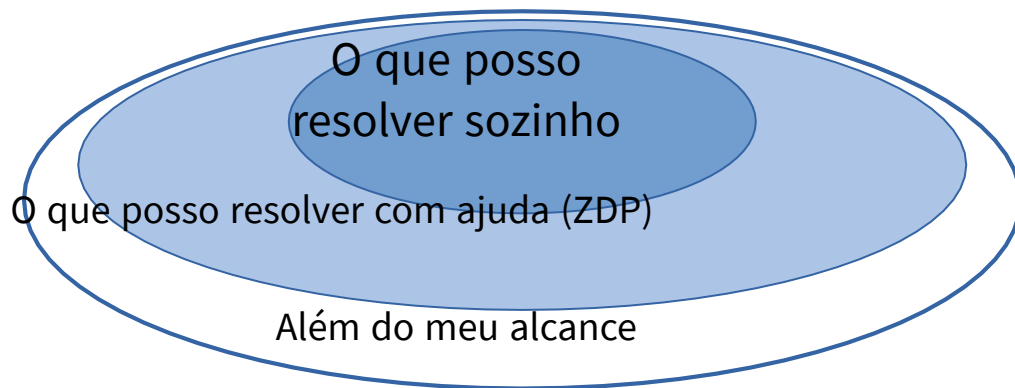 O que posso
resolver sozinho
O que posso resolver com ajuda (ZDP)
Além do meu alcance